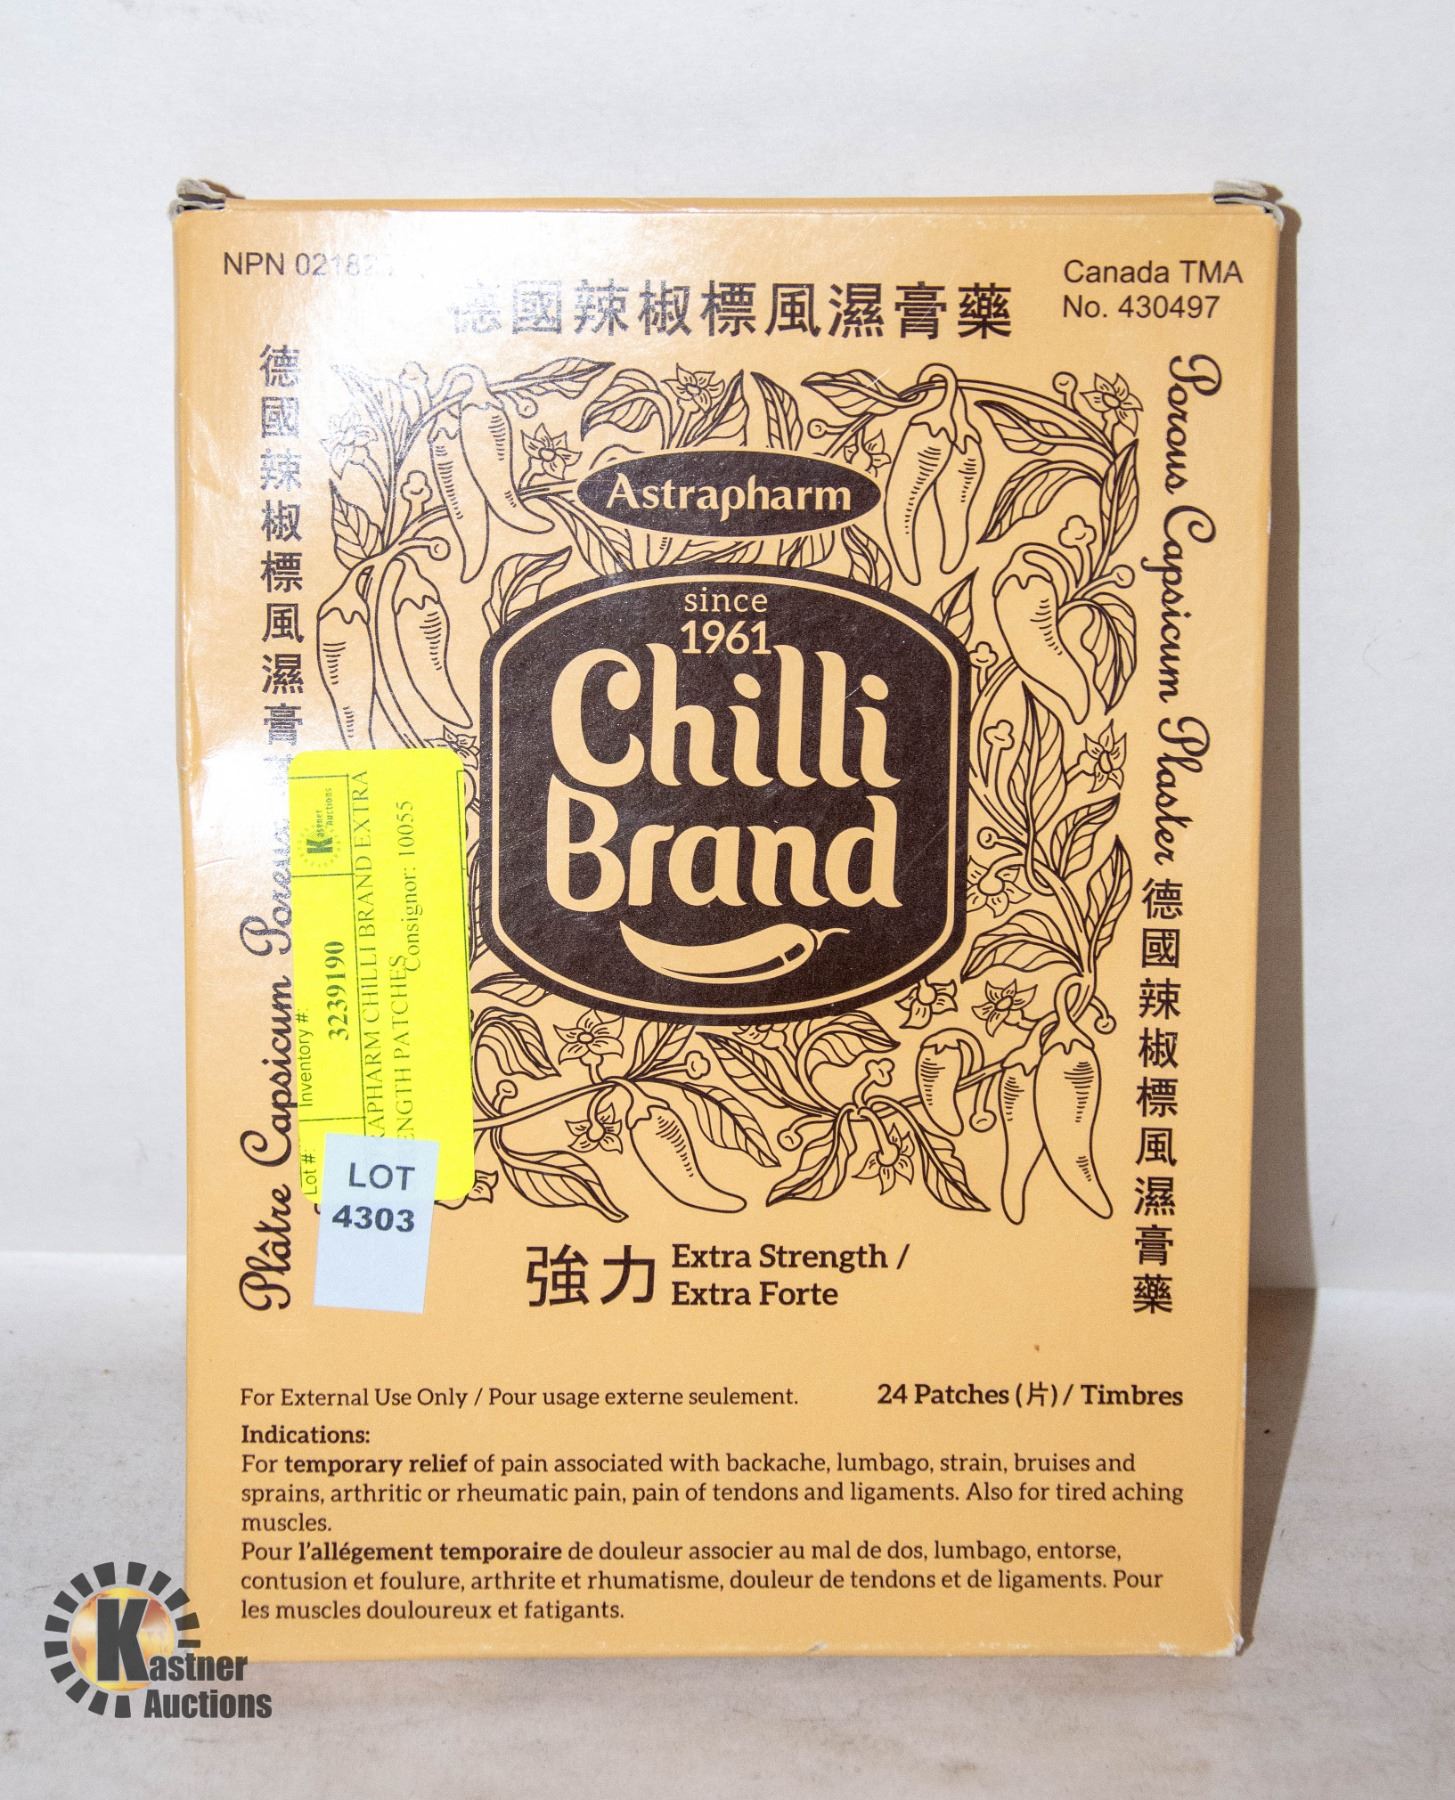 NPN 0218
Canada TMA
No. 430497
德國辣椒標風濕膏藥
德國辣椒標風濕膏
Plâtre Capsicum
Porous Capsicum Plaster 德國辣椒標風濕膏藥
Astrapharm
since
1961
Chilli
Brand
Kastner
Auctions
Lot #:
Inventory #:
3239190
RAPHARM CHILLI BRAND EXTRA
ENGTH PATCHES
Consignor: 10055
LOT
4303
強力 Extra Strength /
Extra Forte
For External Use Only / Pour usage externe seulement.
24 Patches (片) / Timbres
Indications:
For temporary relief of pain associated with backache, lumbago, strain, bruises and
sprains, arthritic or rheumatic pain, pain of tendons and ligaments. Also for tired aching
muscles.
Pour l'allégement temporaire de douleur associer au mal de dos, lumbago, entorse,
contusion et foulure, arthrite et rhumatisme, douleur de tendons et de ligaments. Pour
les muscles douloureux et fatigants.
Kastner
Auctions